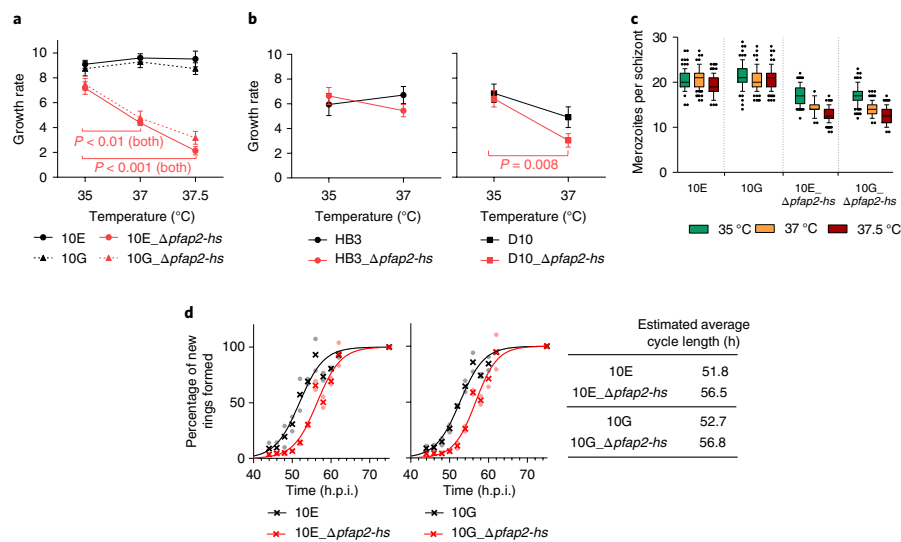 a
10
8
6
4
2
0
Growth rate
P < 0.01 (both)
P < 0.001 (both)
35
37
37.5
Temperature (°C)
10E
10E_Δpfap2-hs
10G
10G_Δpfap2-hs
b
10
8
6
4
2
0
Growth rate
35
37
Temperature (°C)
HB3
HB3_Δpfap2-hs
P = 0.008
35
37
Temperature (°C)
D10
D10_Δpfap2-hs
c
Merozoites per schizont
30
20
10
0
10E
10G
10E_
Δpfap2-hs
10G_
Δpfap2-hs
35 °C
37 °C
37.5 °C
d
Percentage of new
rings formed
100
50
0
40
50
60
70
Time (h.p.i.)
10E
10E_Δpfap2-hs
40
50
60
70
Time (h.p.i.)
10G
10G_Δpfap2-hs
Estimated average
cycle length (h)
10E 51.8
10E_Δpfap2-hs 56.5
10G 52.7
10G_Δpfap2-hs 56.8